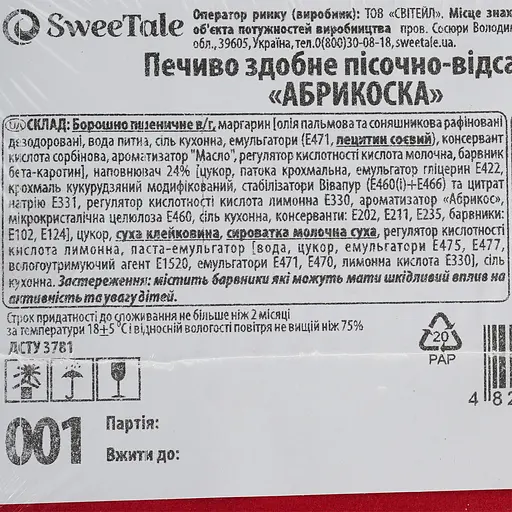 SweeTale
Оператор ринку (виробник): ТОВ «СВІТЕЙЛ». Місце
об'єкта потужностей виробництва пров. Сосюри
обл., 39605, Україна, тел.0(800)30-08-18, sweetale.ua.
Печиво здобне пісочно-
«АБРИКОСКА»
UA СКЛАД: Борошно пшеничне в/г, маргарин [олія пальмова та соняшникова рафіновані
дезодоровані, вода питна, сіль кухонна, емульгатори (Е471, лецитин соєвий), консервант
кислота сорбінова, ароматизатор "Масло", регулятор кислотності кислота молочна, барвник
бета-каротин], наповнювач 24% [цукор, патока крохмальна, емульгатор гліцерин Е422,
крохмаль кукурудзяний модифікований, стабілізатори Вівапур (Е460(і)+Е466) та цитрат
натрію Е331, регулятор кислотності кислота лимонна Е330, ароматизатор «Абрикос»,
мікрокристалічна целюлоза Е460, сіль кухонна, консерванти: Е202, Е211, Е235, барвники:
Е102, Е124], цукор, суха клейковина, сироватка молочна суха, регулятор кислотності
кислота лимонна, паста-емульгатор [вода, цукор, емульгатори Е475, Е477,
вологоутримуючий агент Е1520, емульгатори Е471, Е470, лимонна кислота Е330], сіль
кухонна. Застереження: містить барвники які можуть мати шкідливий вплив на
активність та увагу дітей.
Строк придатності до споживання не більше ніж 2 місяці
за температури 18±5°С і відносній вологості повітря не вищій ніж 75%
ДСТУ 3781
20
PAP
4 82
001
Партія:
Вжити до: